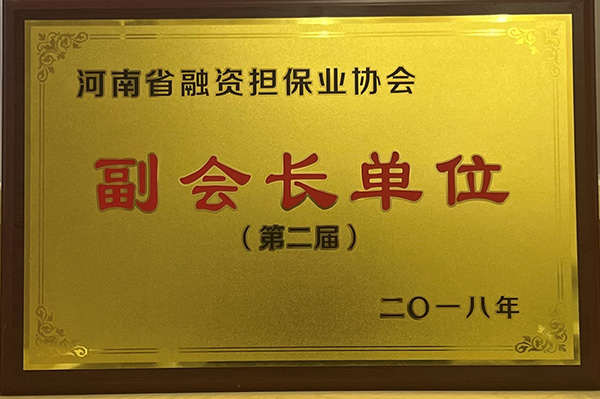 河南省融资担保业协会
副会长单位
（第二届）
二〇一八年